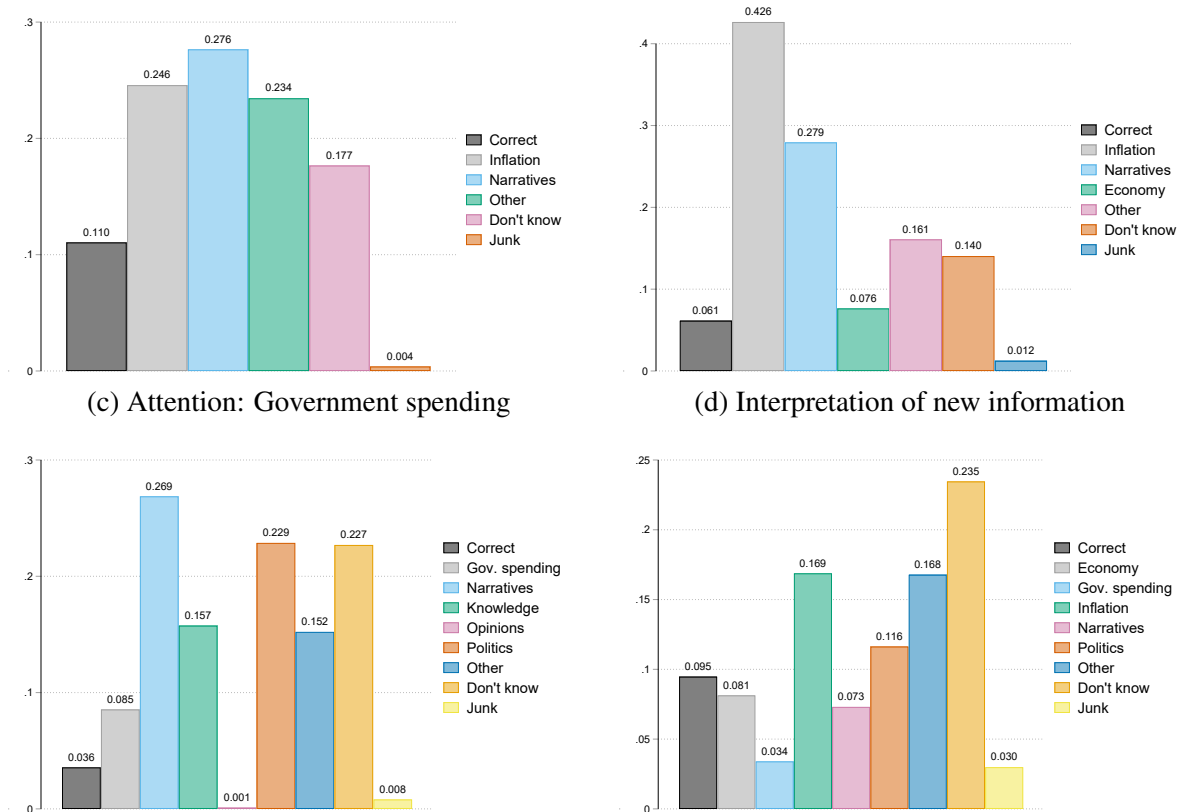 .3
.2
.1
0
0.110
0.246
0.276
0.234
0.177
0.004
Correct
Inflation
Narratives
Other
Don't know
Junk
.4
.3
.2
.1
0
0.061
0.426
0.279
0.076
0.161
0.140
0.012
Correct
Inflation
Narratives
Economy
Other
Don't know
Junk
(c) Attention: Government spending
(d) Interpretation of new information
.3
.2
.1
0
0.036
0.085
0.269
0.157
0.001
0.229
0.152
0.227
0.008
Correct
Gov. spending
Narratives
Knowledge
Opinions
Politics
Other
Don't know
Junk
.25
.2
.15
.1
.05
0
0.095
0.081
0.034
0.169
0.073
0.116
0.168
0.235
0.030
Correct
Economy
Gov. spending
Inflation
Narratives
Politics
Other
Don't know
Junk